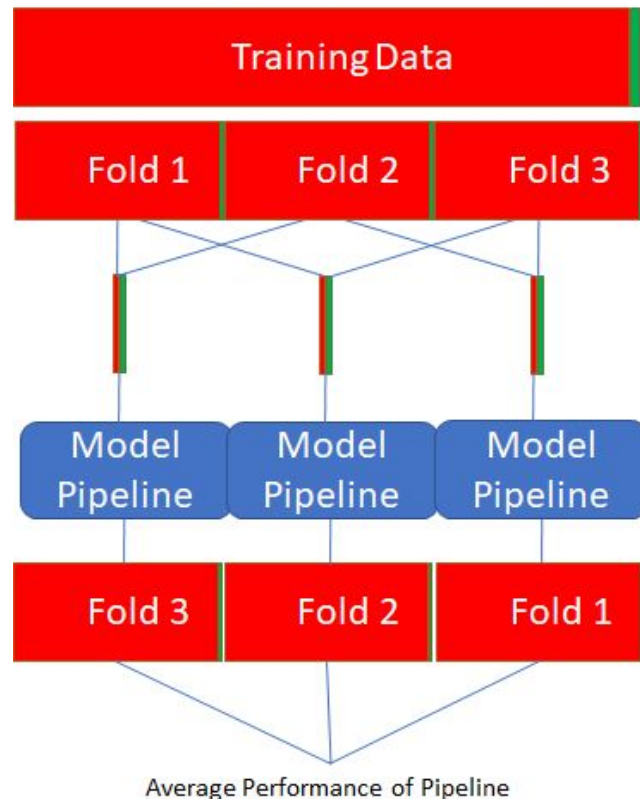 Training Data
Fold 1
Fold 2
Fold 3
Model
Pipeline
Model
Pipeline
Model
Pipeline
Fold 3
Fold 2
Fold 1
Average Performance of Pipeline